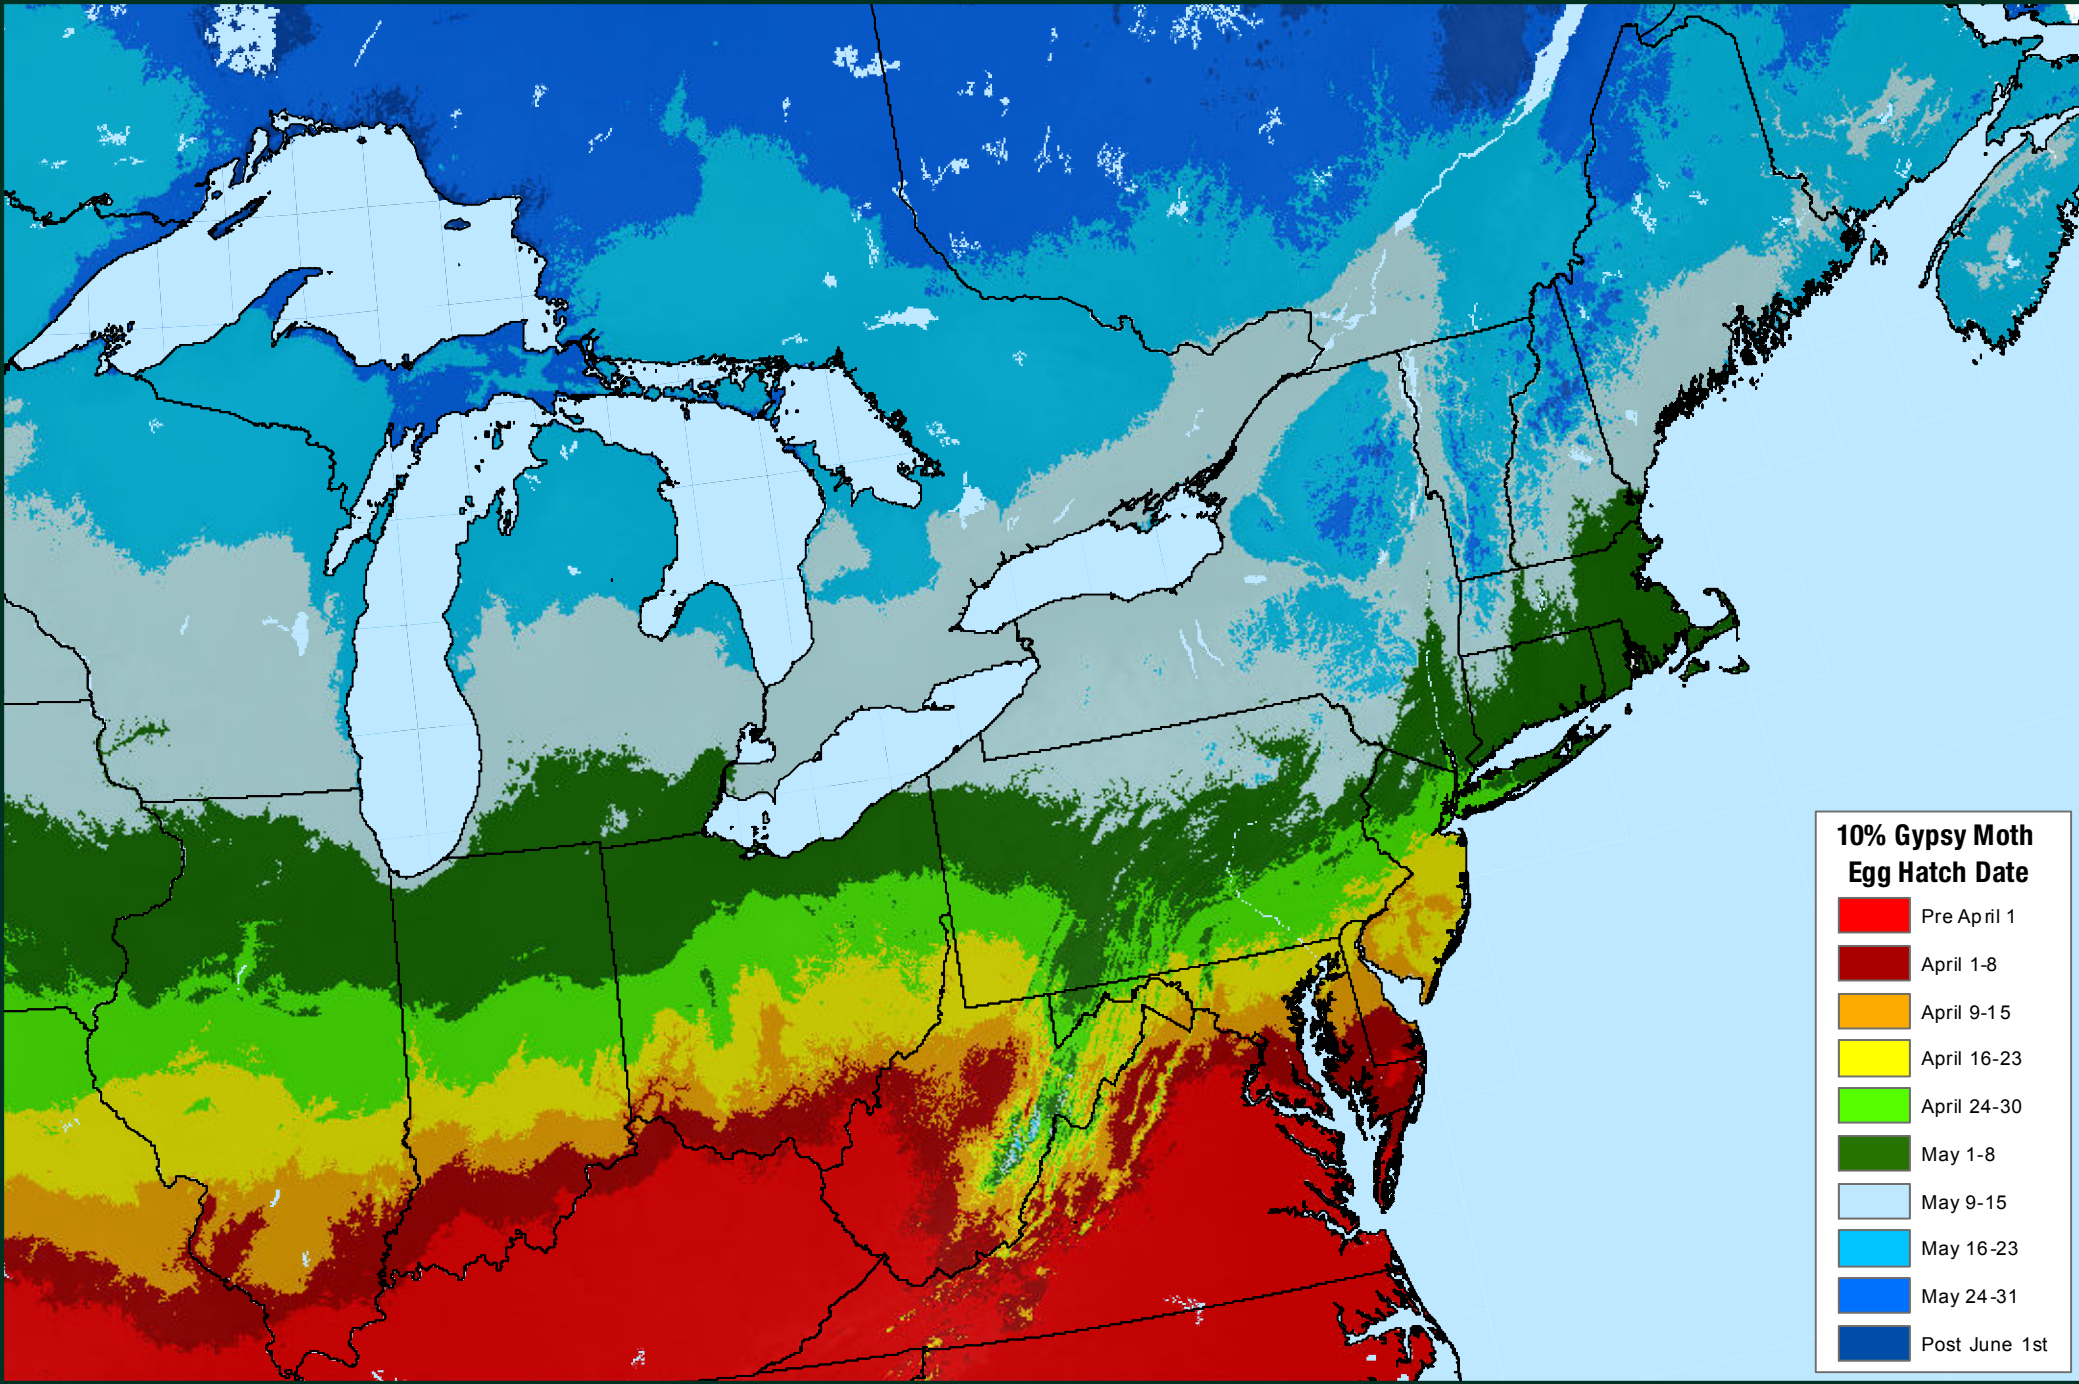 10% Gypsy Moth
Egg Hatch Date
Pre April 1
April 1-8
April 9-15
April 16-23
April 24-30
May 1-8
May 9-15
May 16-23
May 24-31
Post June 1st